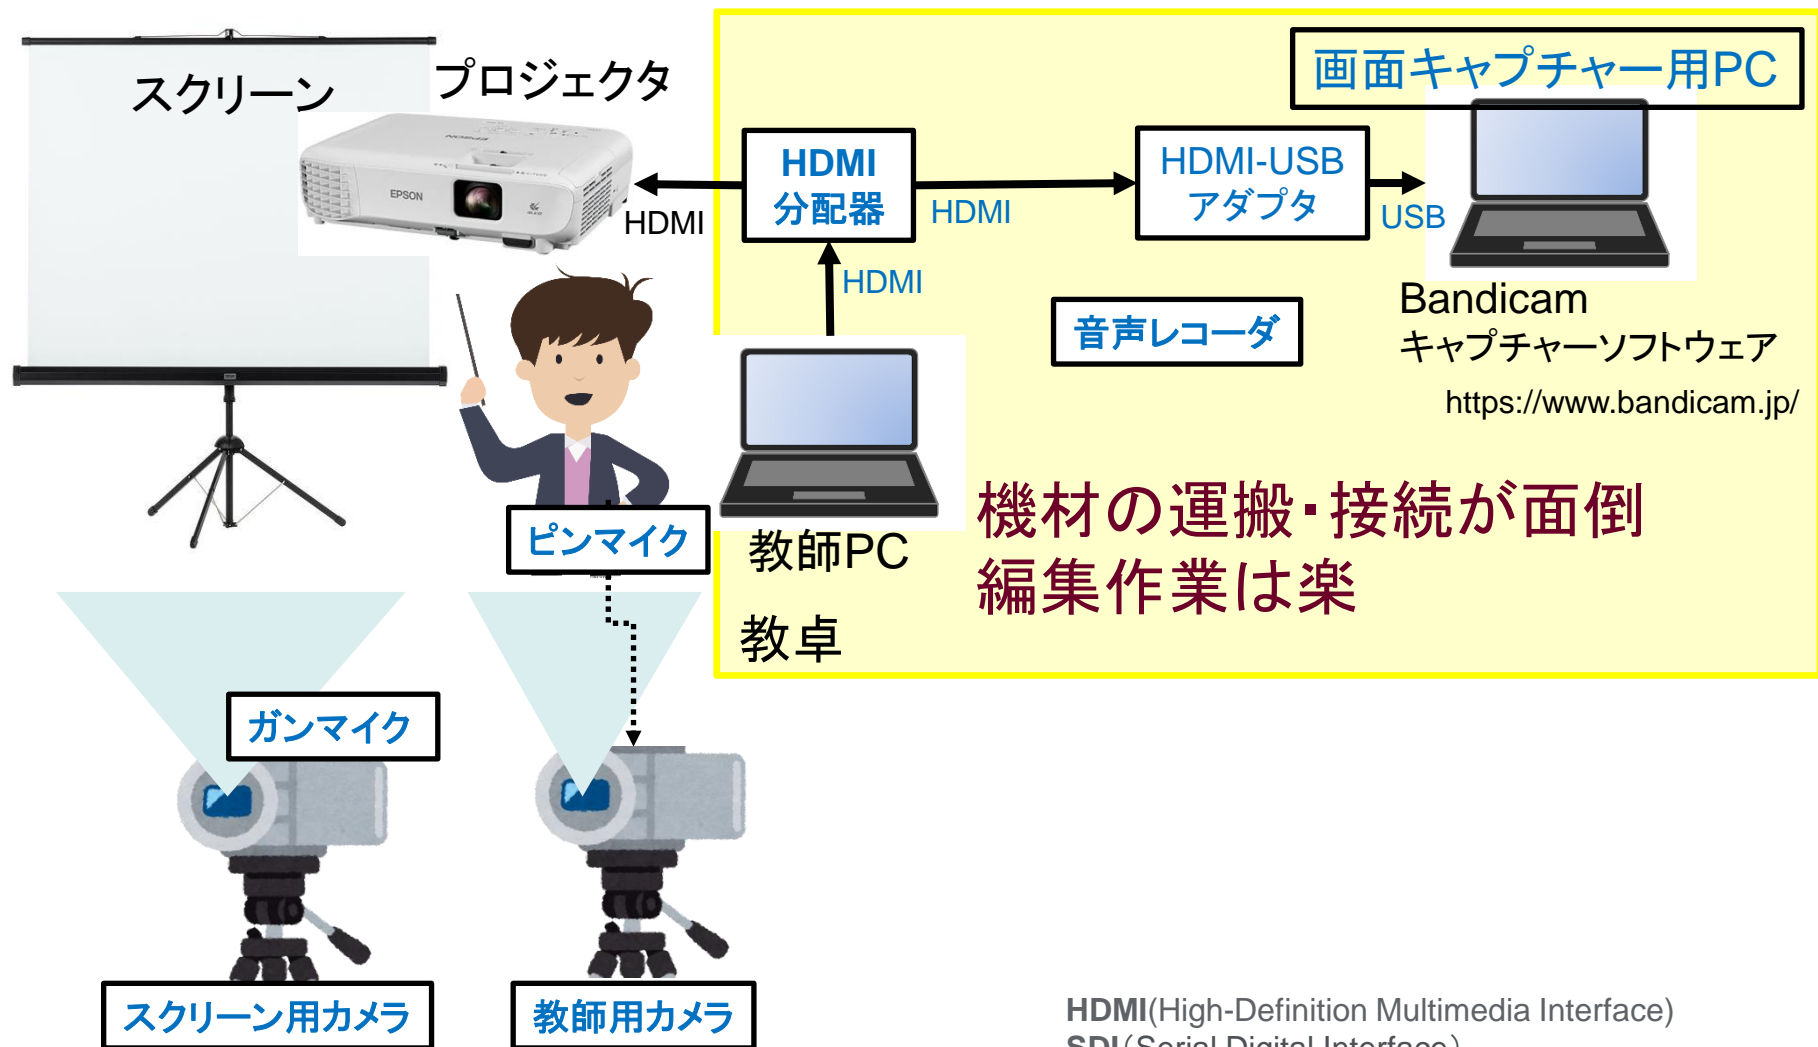 スクリーン
プロジェクタ
EPSON
EPSON
HDMI
画面キャプチャー用PC
HDMI
分配器
HDMI
HDMI-USB
アダプタ
USB
HDMI
音声レコーダ
Bandicam
キャプチャーソフトウェア
https://www.bandicam.jp/
ピンマイク
教師PC
機材の運搬・接続が面倒
編集作業は楽
教卓
ガンマイク
スクリーン用カメラ
教師用カメラ
HDMI(High-Definition Multimedia Interface)
SDI（Serial Digital Interface）